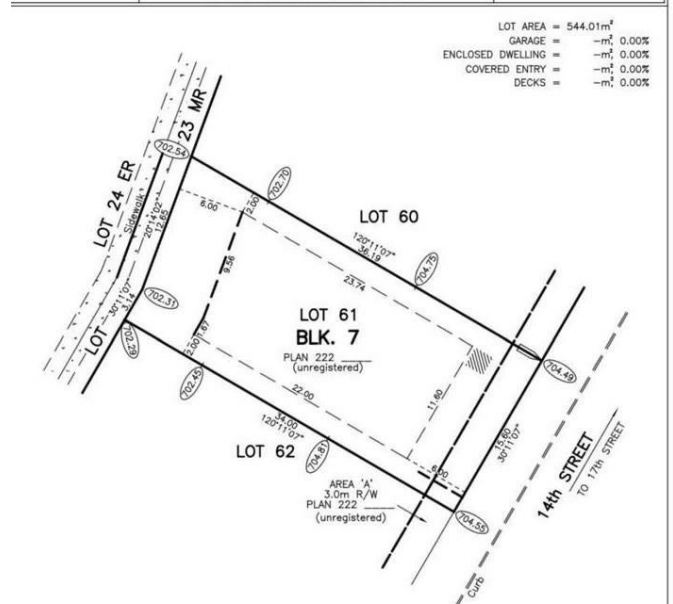 LOT AREA = 544.01m²
GARAGE = -m², 0.00%
ENCLOSED DWELLING = -m², 0.00%
COVERED ENTRY = -m², 0.00%
DECKS = -m², 0.00%
LOT 23 MR
LOT 24 ER
Sidewalk
702.54
702.70
6.00
2.00
LOT 60
120°11'07"
36.19
704.75
20°14'02"
12.65
9.56
23.74
30°11'07"
3.14
702.31
702.29
LOT 61
BLK. 7
PLAN 222 ____
(unregistered)
2.00
1.67
702.45
22.00
11.60
704.49
34.00
120°11'07"
LOT 62
704.81
6.00
15.60
30°11'07"
AREA 'A'
3.0m R/W
PLAN 222 ____
(unregistered)
704.55
14th STREET
TO 17th STREET
Curb